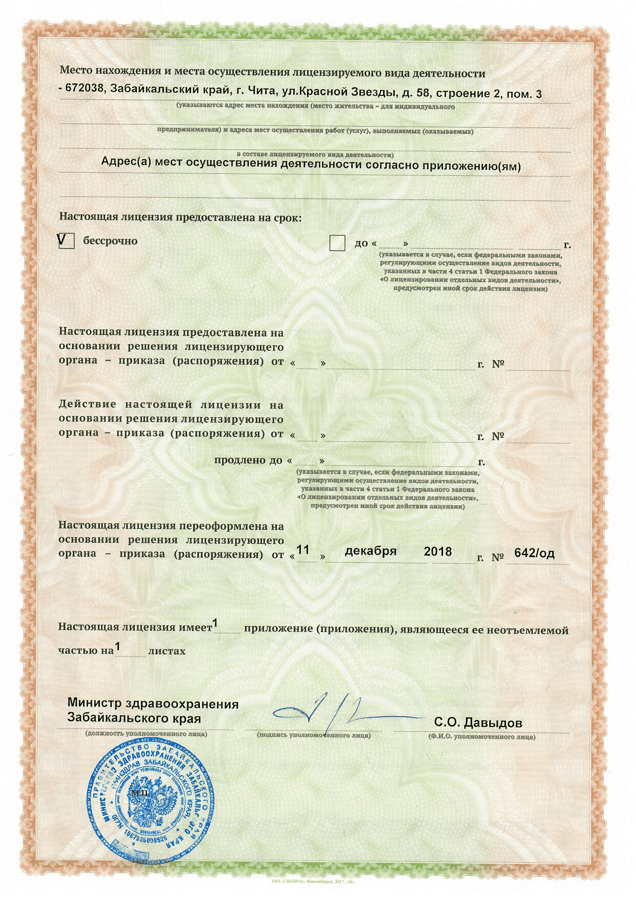 Место нахождения и места осуществления лицензируемого вида деятельности
- 672038, Забайкальский край, г. Чита, ул.Красной Звезды, д. 58, строение 2, пом. 3
(указываются адрес места нахождения (место жительства – для индивидуального
предпринимателя) и адреса мест осуществления работ (услуг), выполняемых (оказываемых)
в составе лицензируемого вида деятельности)
Адрес(а) мест осуществления деятельности согласно приложению(ям)
Настоящая лицензия предоставлена на срок:
V бессрочно
до « » г.
(указывается в случае, если федеральными законами,
регулирующими осуществление видов деятельности,
указанных в части 4 статьи 1 Федерального закона
«О лицензировании отдельных видов деятельности»,
предусмотрен иной срок действия лицензии)
Настоящая лицензия предоставлена на
основании решения лицензирующего
органа – приказа (распоряжения) от « » г. №
Действие настоящей лицензии на
основании решения лицензирующего
органа – приказа (распоряжения) от « » г. №
продлено до « » г.
(указывается в случае, если федеральными законами,
регулирующими осуществление видов деятельности,
указанных в части 4 статьи 1 Федерального закона
«О лицензировании отдельных видов деятельности»,
предусмотрен иной срок действия лицензии)
Настоящая лицензия переоформлена на
основании решения лицензирующего
органа – приказа (распоряжения) от «11 » декабря 2018 г. № 642/од
Настоящая лицензия имеет 1 приложение (приложения), являющееся ее неотъемлемой
частью на 1 листах
Министр здравоохранения
Забайкальского края
С.О. Давыдов
(должность уполномоченного лица)
(подпись уполномоченного лица)
(Ф.И.О. уполномоченного лица)
ПРАВИТЕЛЬСТВО ЗАБАЙКАЛЬСКОГО КРАЯ
МИНИСТЕРСТВО ЗДРАВООХРАНЕНИЯ ЗАБАЙКАЛЬСКОГО КРАЯ
М.П.